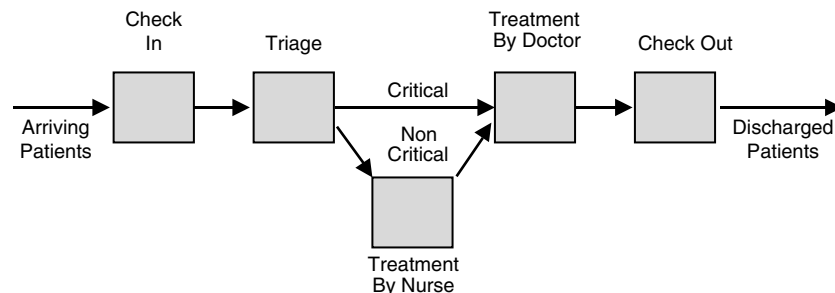 Check
In
Triage
Treatment
By Doctor
Check Out
Arriving
Patients
Critical
Non
Critical
Discharged
Patients
Treatment
By Nurse